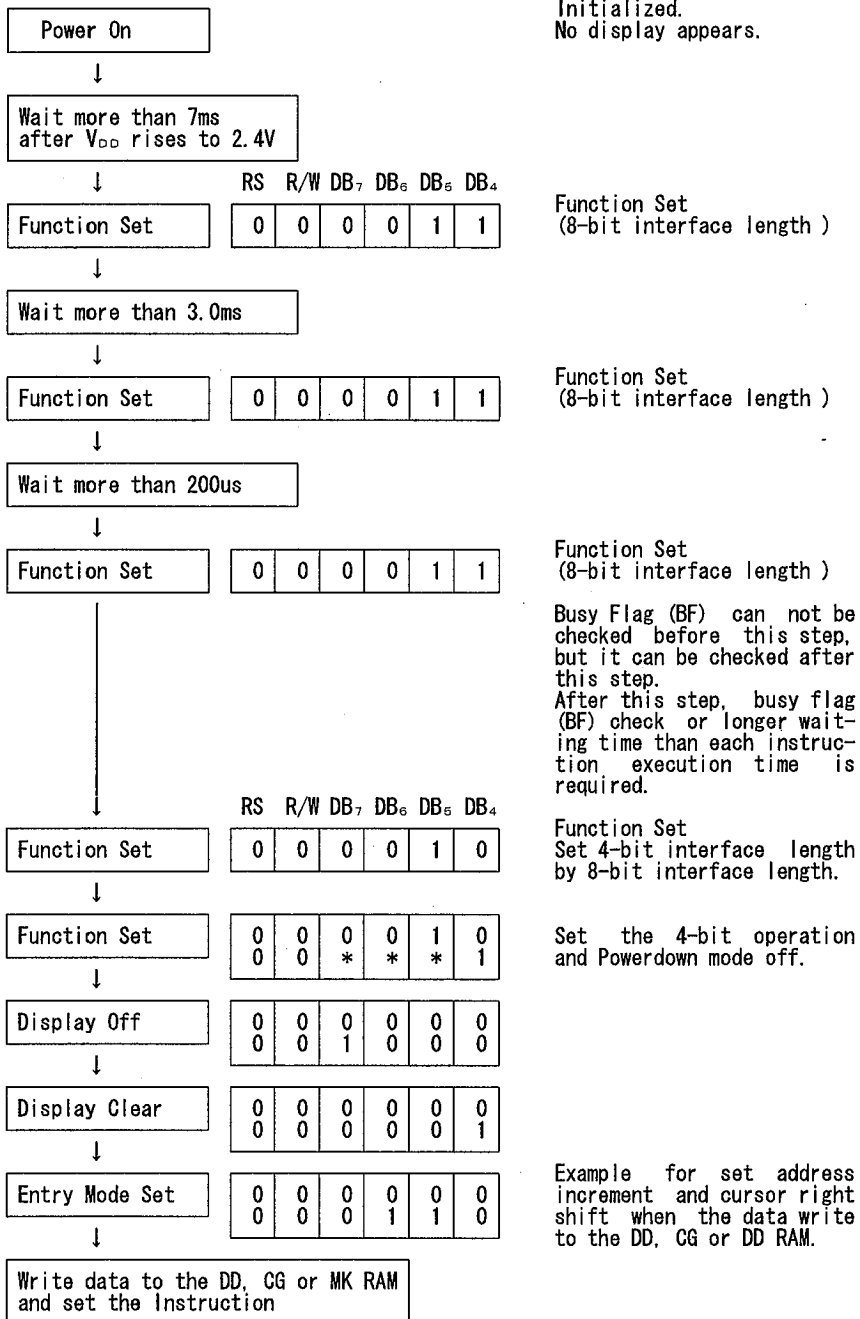 Initialized.
Power On
No display appears.
↓
Wait more than 7ms
after V_DD rises to 2.4V
↓ RS R/W DB₇ DB₆ DB₅ DB₄
Function Set 0 0 0 0 1 1
Function Set
(8-bit interface length )
↓
Wait more than 3.0ms
↓
Function Set 0 0 0 0 1 1
Function Set
(8-bit interface length )
↓
Wait more than 200us
↓
Function Set 0 0 0 0 1 1
Function Set
(8-bit interface length )
Busy Flag (BF) can not be
checked before this step,
but it can be checked after
this step.
After this step, busy flag
(BF) check or longer wait-
ing time than each instruc-
tion execution time is
required.
↓ RS R/W DB₇ DB₆ DB₅ DB₄
Function Set 0 0 0 0 1 0
Function Set
Set 4-bit interface length
by 8-bit interface length.
↓
Function Set 0 0 0 0 1 0
0 0 * * * 1
Set the 4-bit operation
and Powerdown mode off.
↓
Display Off 0 0 0 0 0 0
0 0 1 0 0 0
↓
Display Clear 0 0 0 0 0 0
0 0 0 0 0 1
↓
Entry Mode Set 0 0 0 0 0 0
0 0 0 1 1 0
Example for set address
increment and cursor right
shift when the data write
to the DD, CG or DD RAM.
↓
Write data to the DD, CG or MK RAM
and set the Instruction